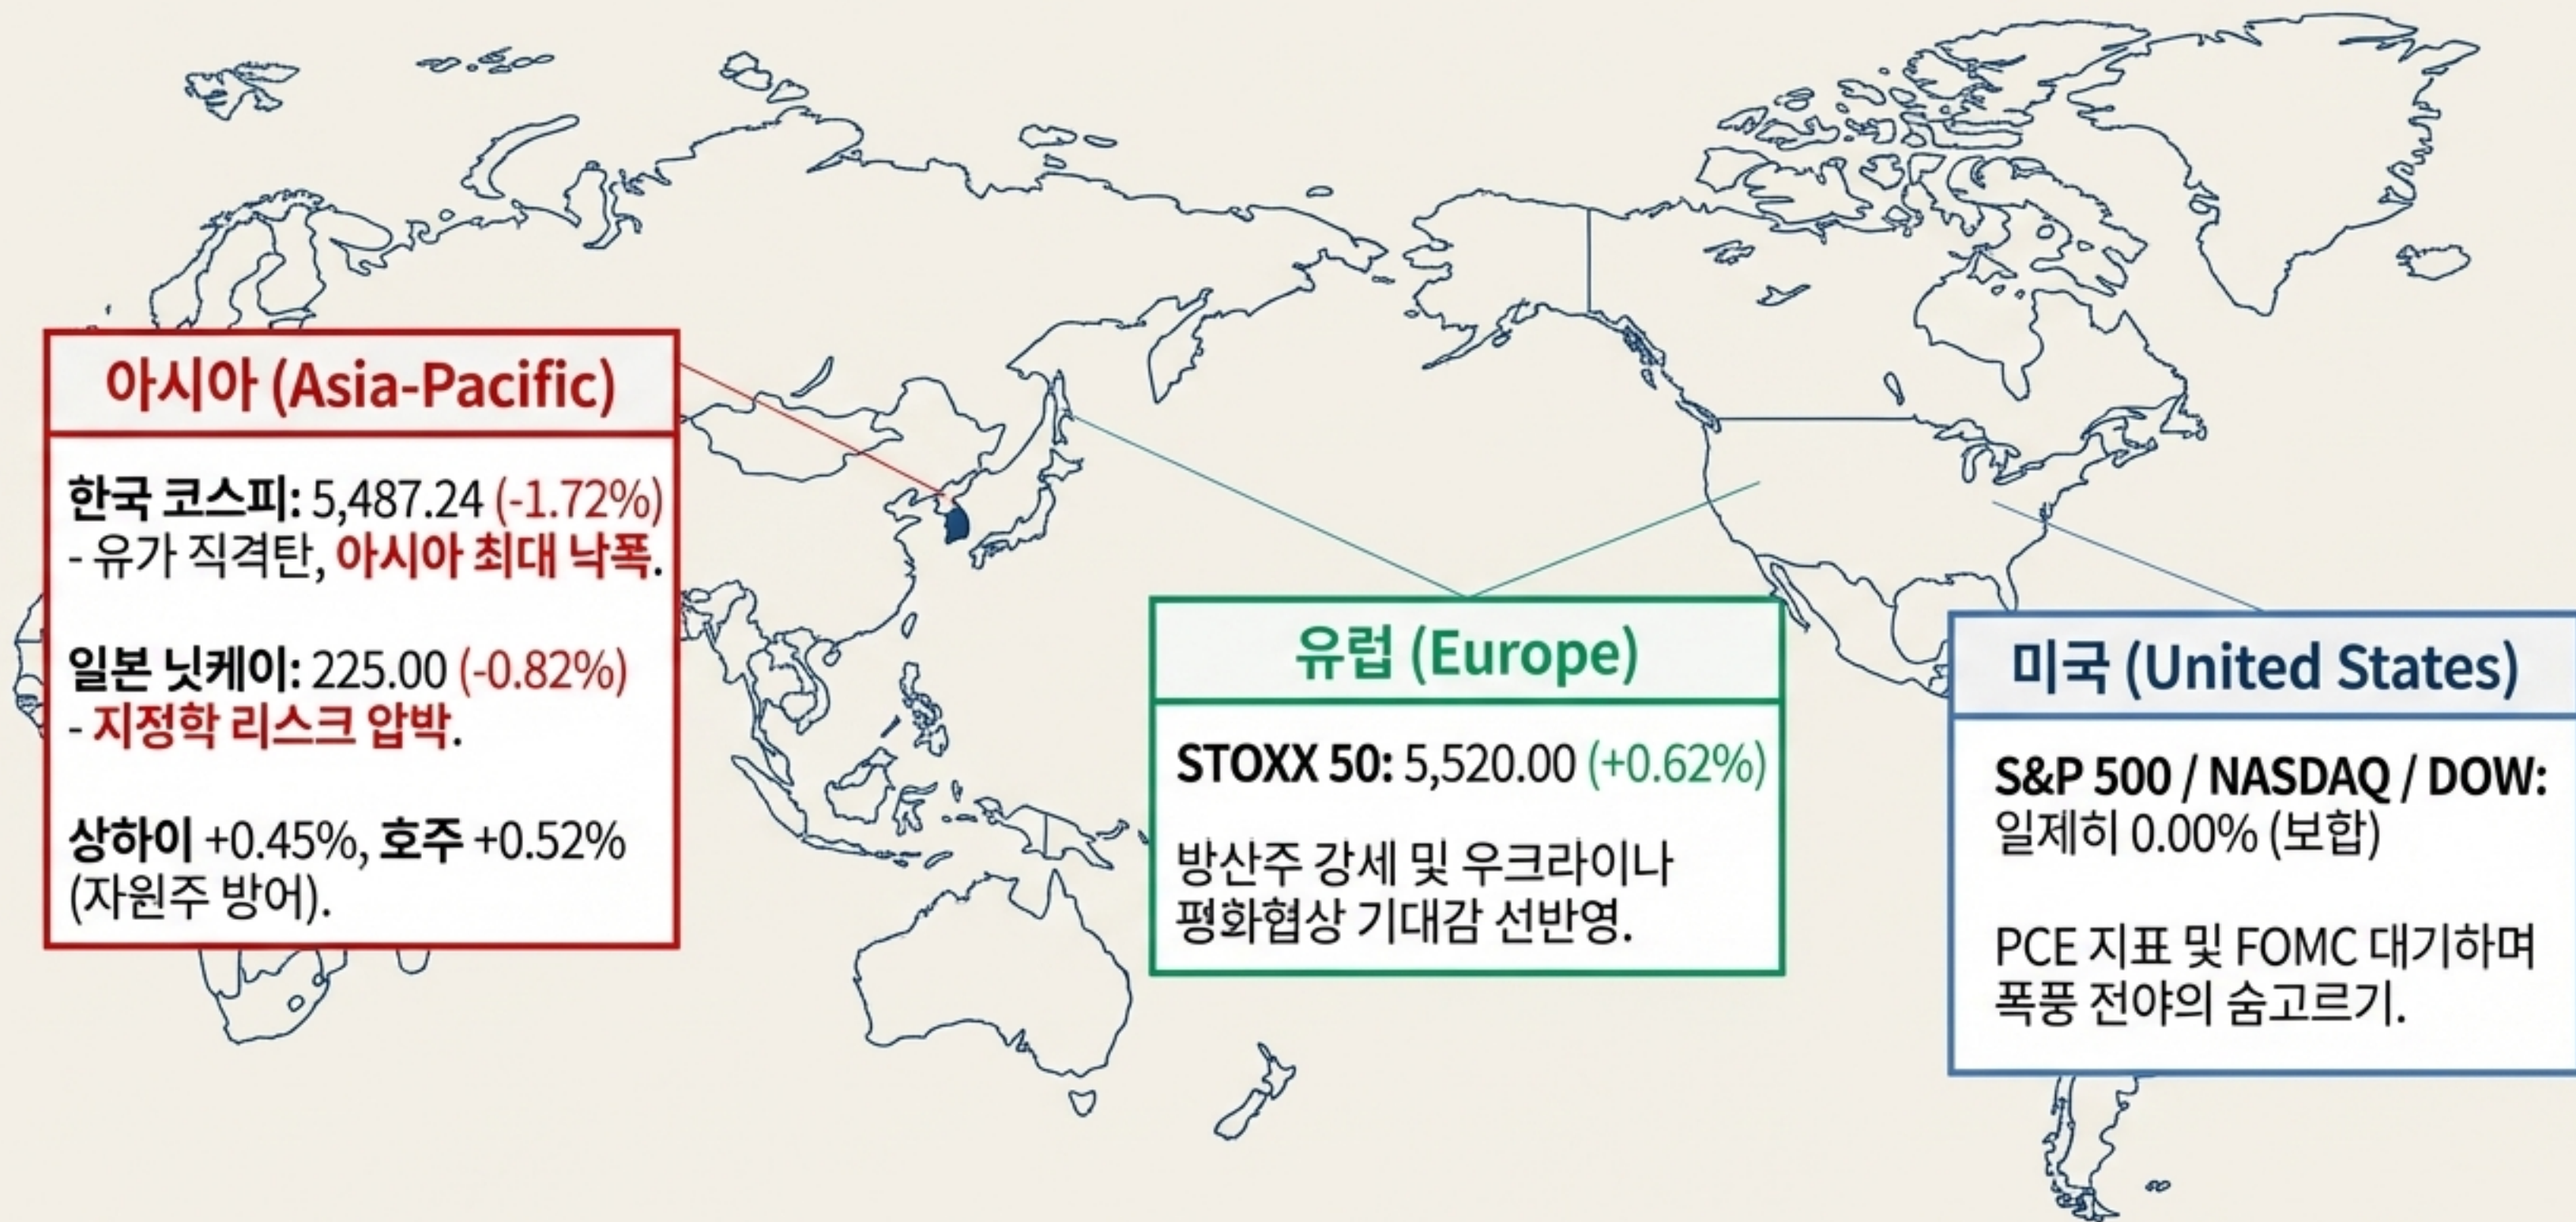 아시아 (Asia-Pacific)
한국 코스피: 5,487.24 (-1.72%)
- 유가 직격탄, 아시아 최대 낙폭.
일본 닛케이: 225.00 (-0.82%)
- 지정학 리스크 압박.
상하이 +0.45%, 호주 +0.52%
(자원주 방어).
유럽 (Europe)
STOXX 50: 5,520.00 (+0.62%)
방산주 강세 및 우크라이나
평화협상 기대감 선반영.
미국 (United States)
S&P 500 / NASDAQ / DOW:
일제히 0.00% (보합)
PCE 지표 및 FOMC 대기하며
폭풍 전야의 숨고르기.